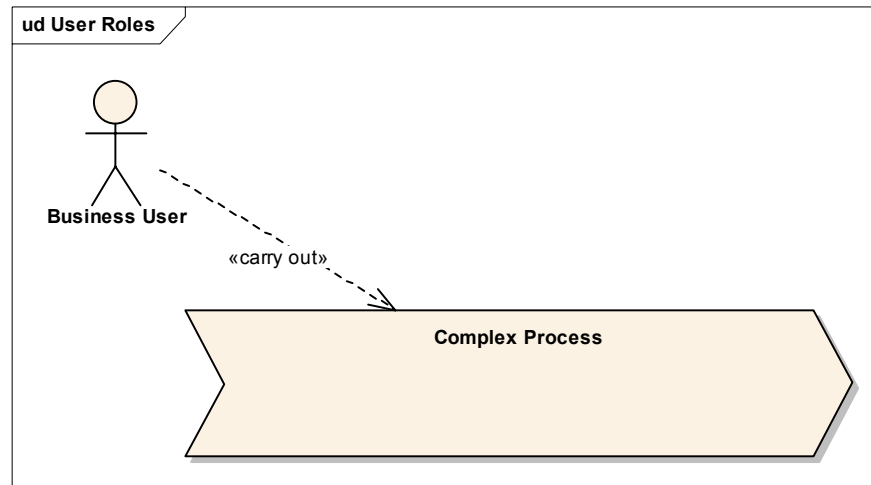 ud User Roles
Business User
«carry out»
Complex Process